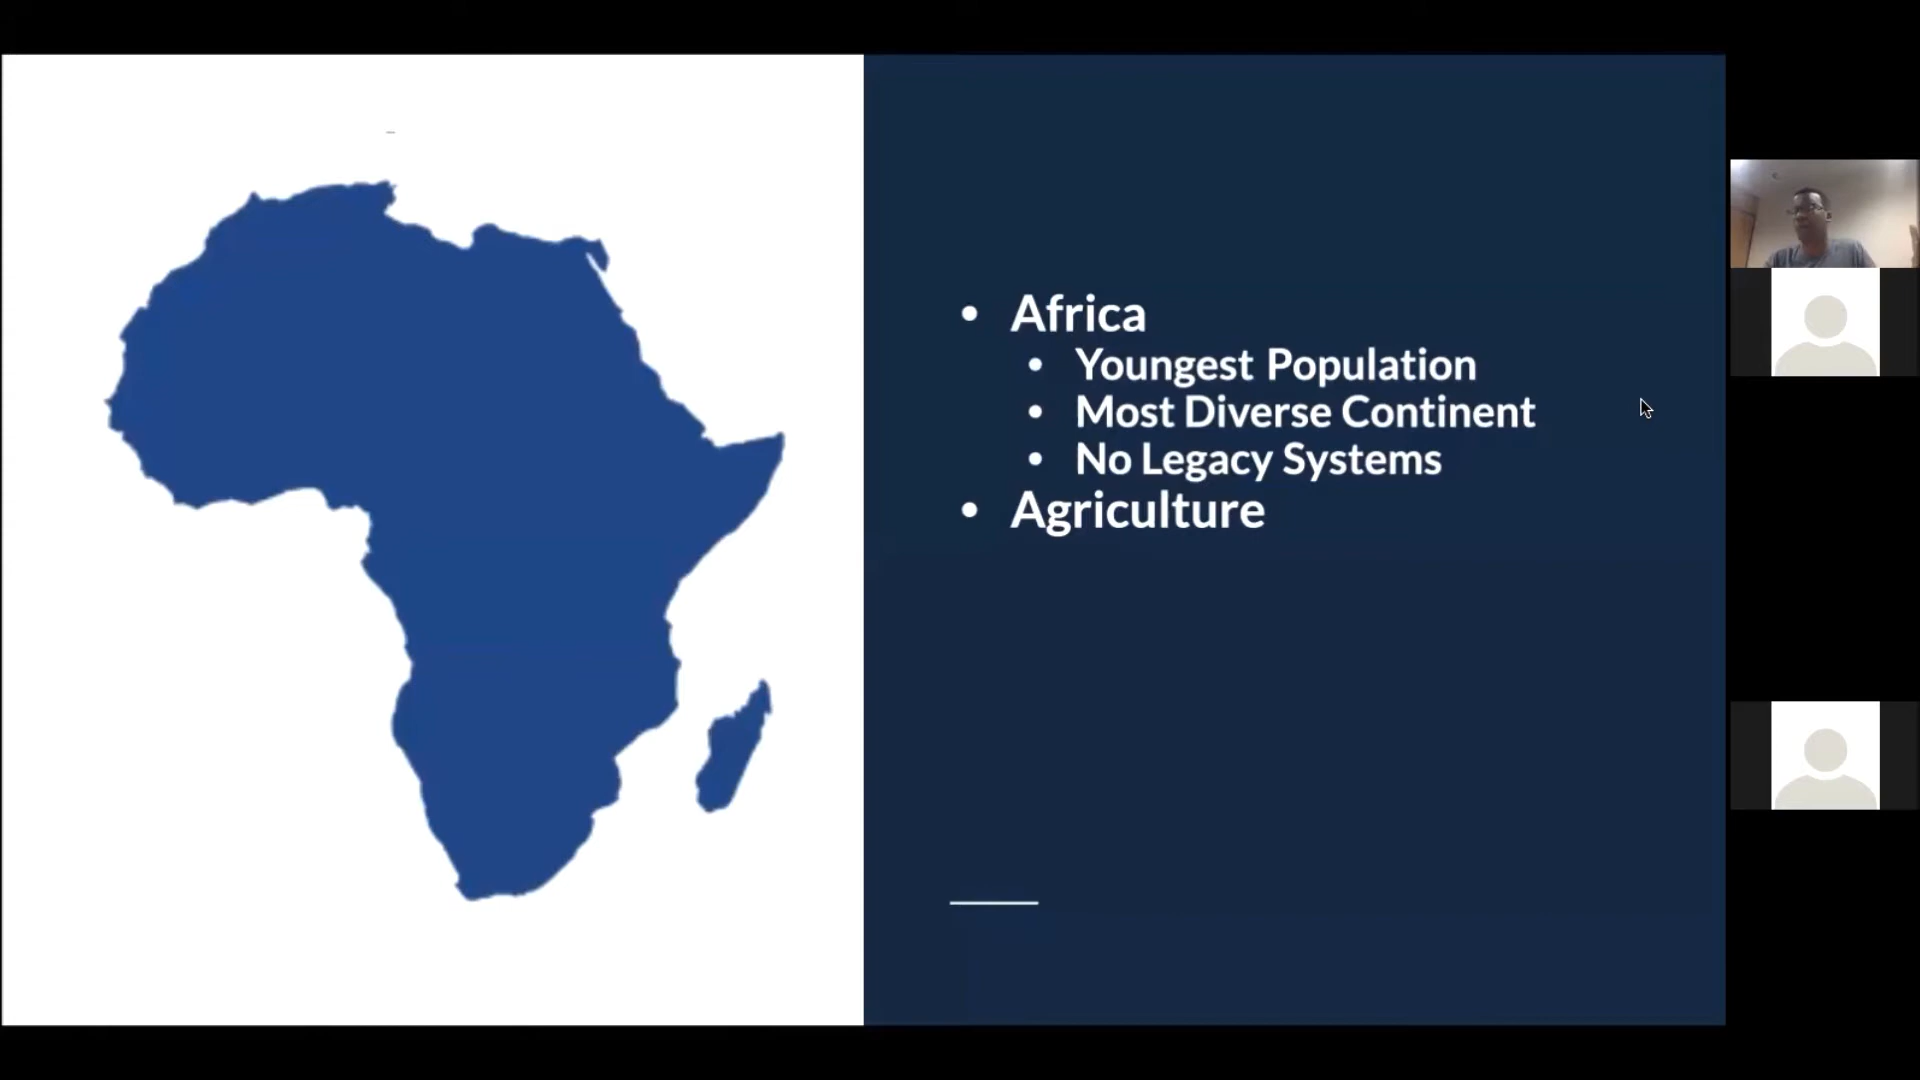 • Africa
• Youngest Population
• Most Diverse Continent
• No Legacy Systems
• Agriculture